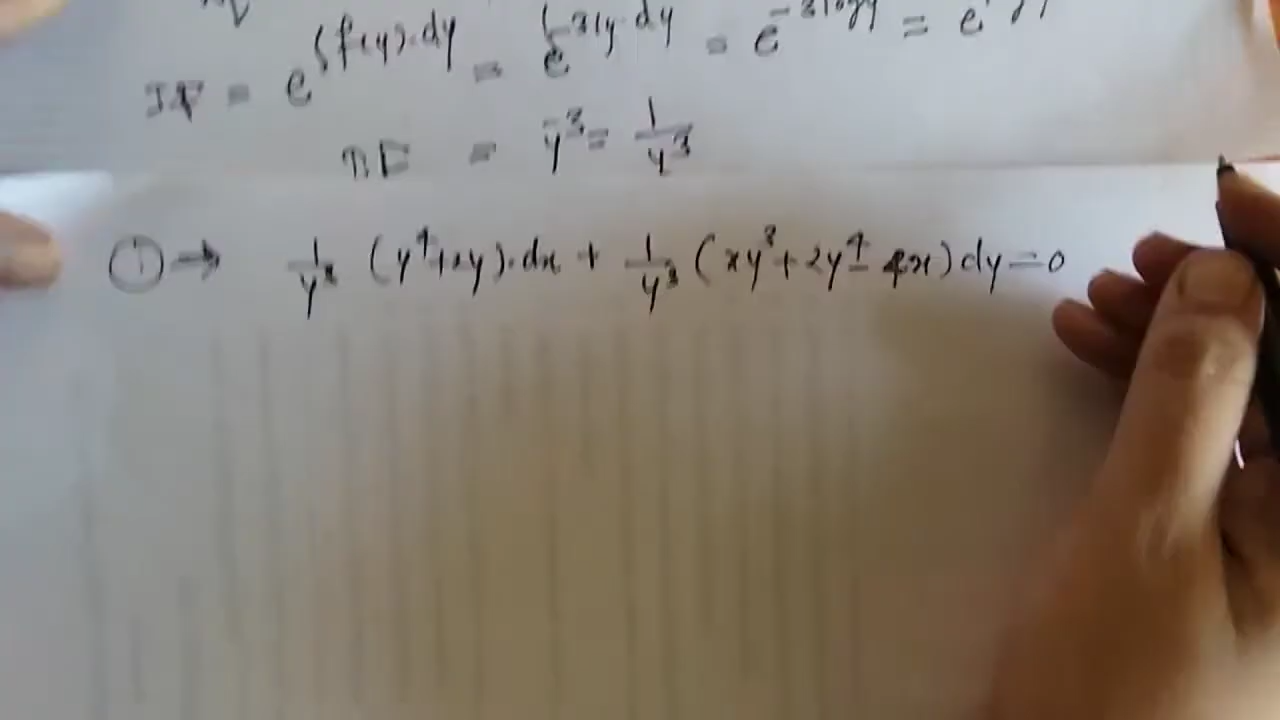 IF = e^∫f(y)·dy = e^∫-3/y·dy = e^-3logy = e
IF = y^-3 = 1/y^3
① → 1/y^3 (y^4+2y)·dx + 1/y^3 (xy^3+2y^4-4x)dy=0